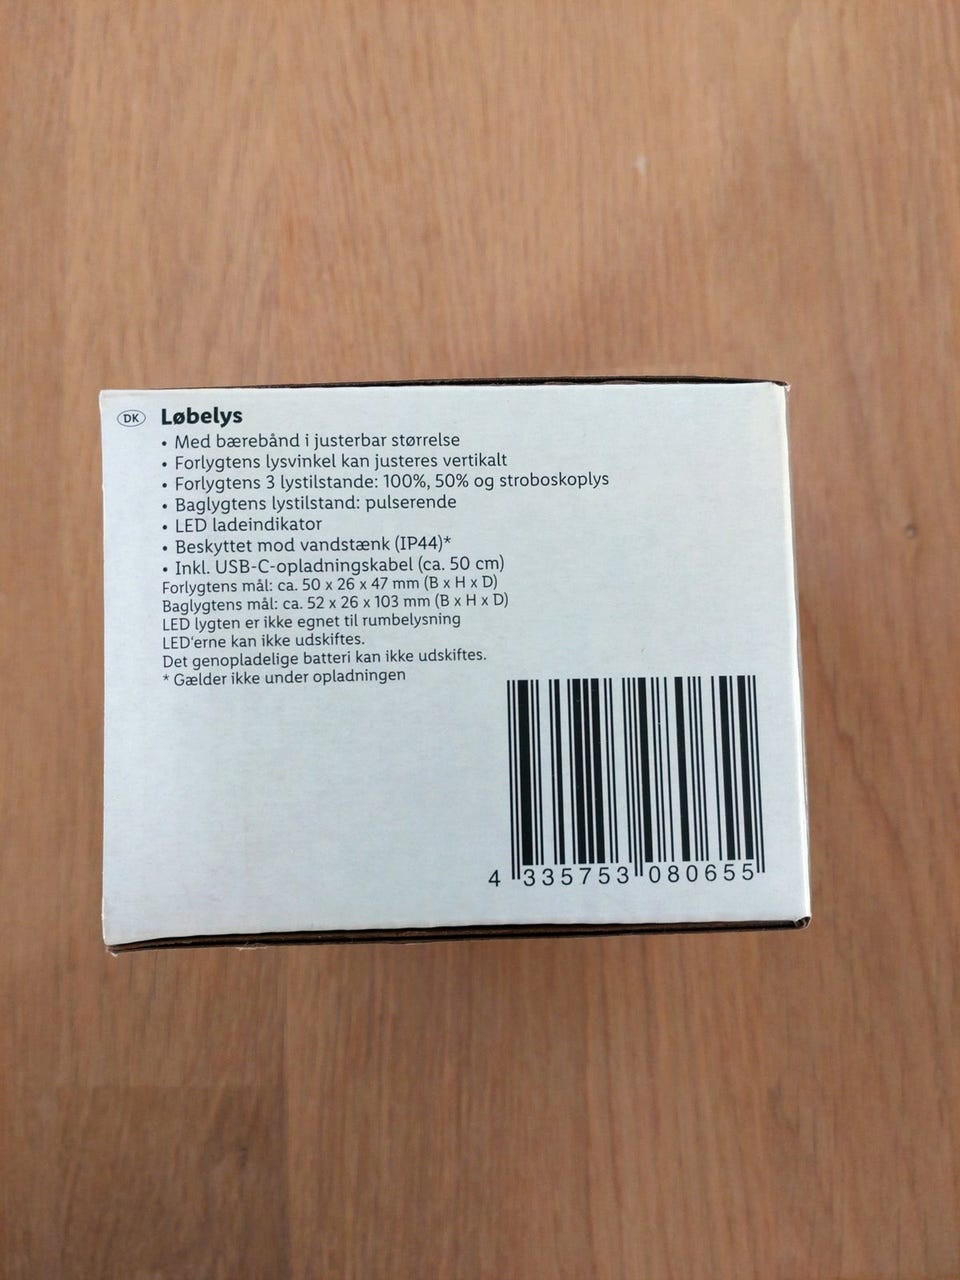 DK Løbelys
• Med bærebånd i justerbar størrelse
• Forlygtens lysvinkel kan justeres vertikalt
• Forlygtens 3 lystilstande: 100%, 50% og stroboskoplys
• Baglygtens lystilstand: pulserende
• LED ladeindikator
• Beskyttet mod vandstænk (IP44)*
• Inkl. USB-C-opladningskabel (ca. 50 cm)
Forlygtens mål: ca. 50 x 26 x 47 mm (B x H x D)
Baglygtens mål: ca. 52 x 26 x 103 mm (B x H x D)
LED lygten er ikke egnet til rumbelysning
LED'erne kan ikke udskiftes.
Det genopladelige batteri kan ikke udskiftes.
* Gælder ikke under opladningen
4 335753 080655